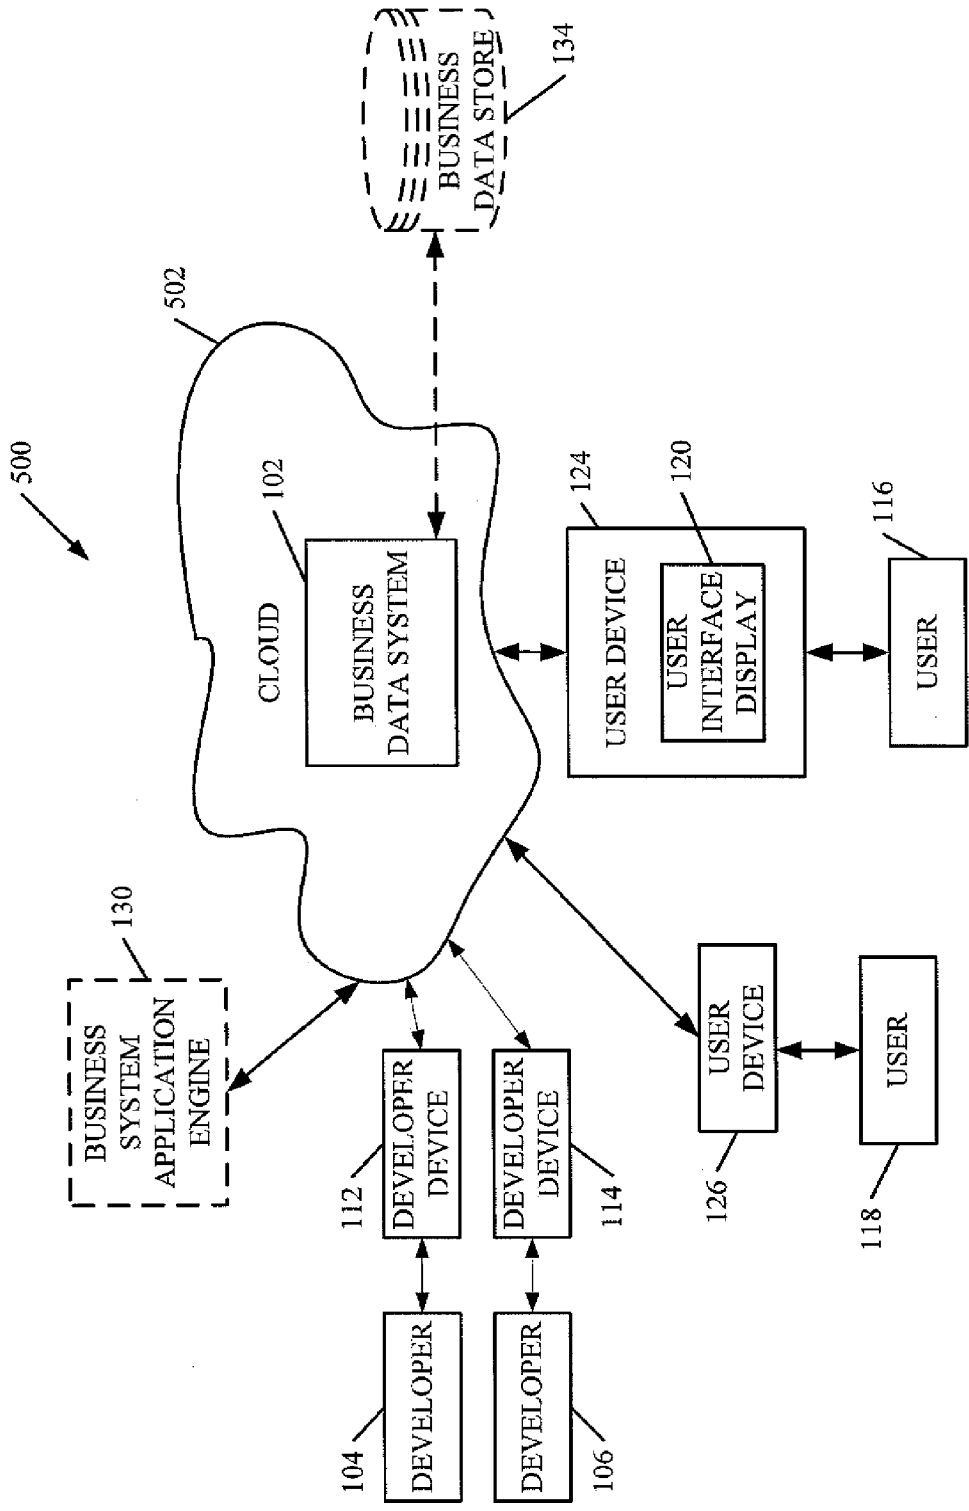 500
502
CLOUD
102
BUSINESS
DATA SYSTEM
BUSINESS
DATA STORE
134
BUSINESS
SYSTEM
APPLICATION
ENGINE
130
112
DEVELOPER
DEVICE
104
DEVELOPER
DEVELOPER
DEVICE
114
DEVELOPER
106
USER DEVICE
124
USER
INTERFACE
DISPLAY
120
USER
116
USER
DEVICE
126
USER
118